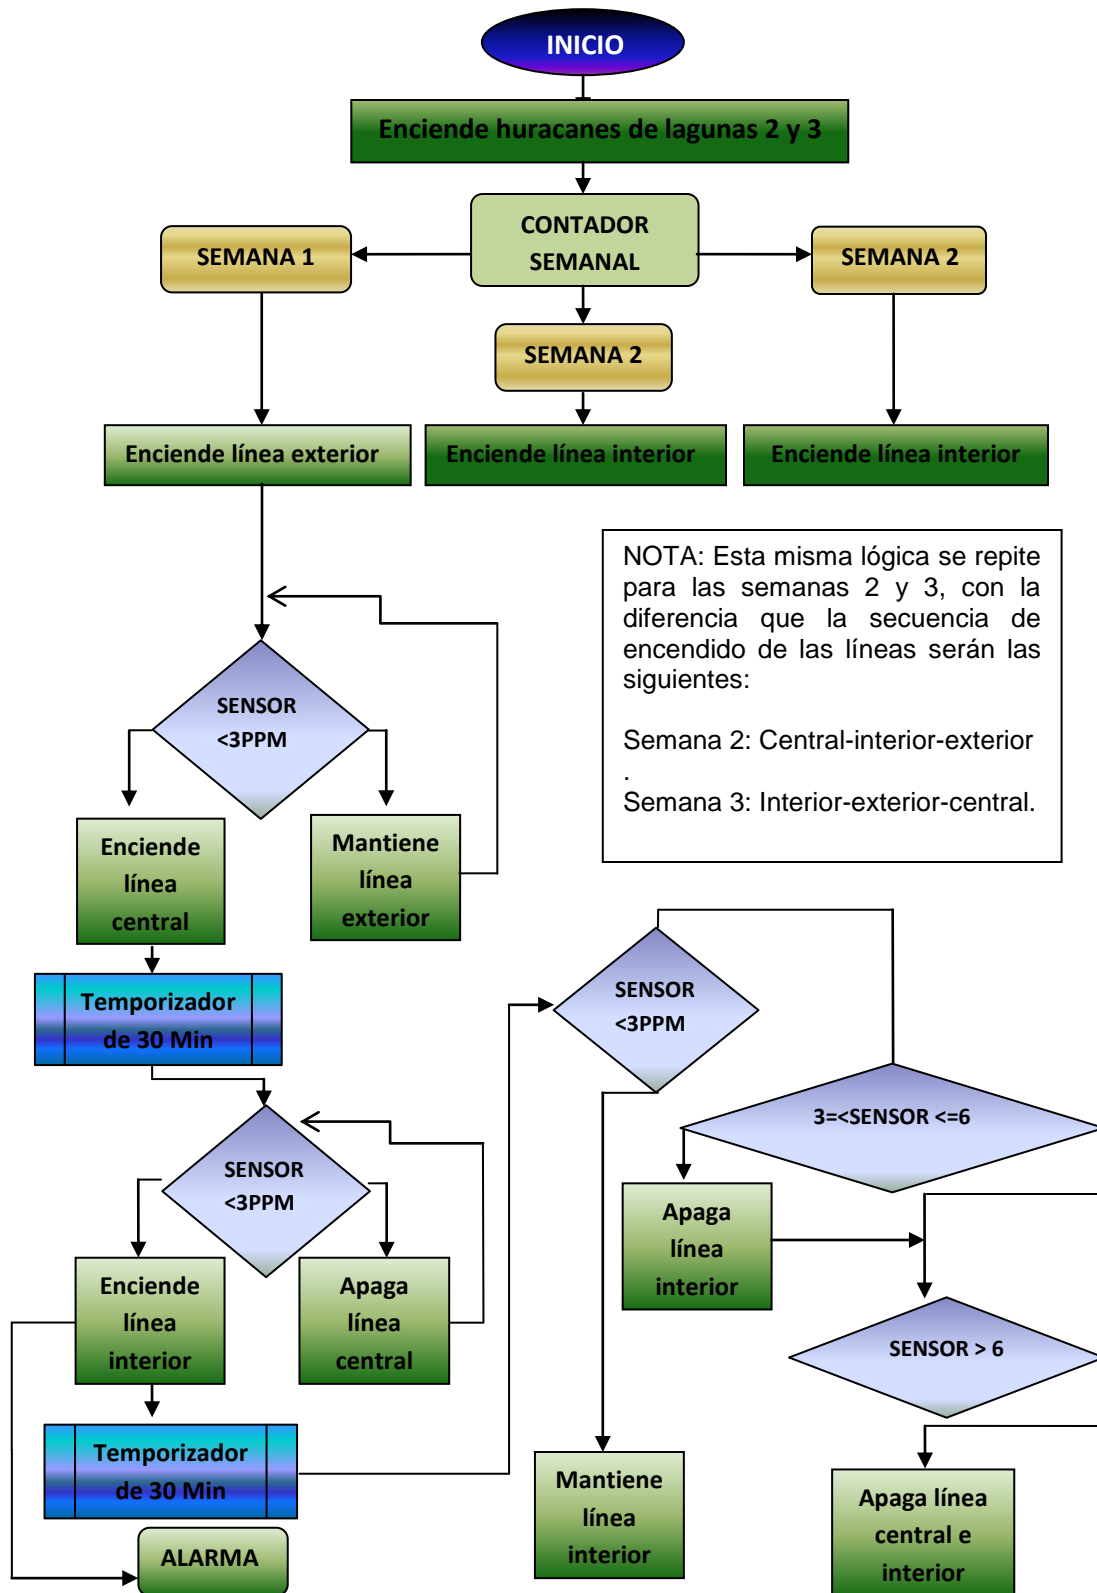 INICIO
Enciende huracanes de lagunas 2 y 3
CONTADOR
SEMANAL
SEMANA 1
SEMANA 2
SEMANA 2
Enciende línea exterior
Enciende línea interior
Enciende línea interior
NOTA: Esta misma lógica se repite
para las semanas 2 y 3, con la
diferencia que la secuencia de
encendido de las líneas serán las
siguientes:
Semana 2: Central-interior-exterior
.
Semana 3: Interior-exterior-central.
SENSOR
<3PPM
Enciende
línea
central
Mantiene
línea
exterior
Temporizador
de 30 Min
SENSOR
<3PPM
Enciende
línea
interior
Apaga
línea
central
Temporizador
de 30 Min
ALARMA
SENSOR
<3PPM
3=<SENSOR <=6
Apaga
línea
interior
SENSOR > 6
Mantiene
línea
interior
Apaga línea
central e
interior